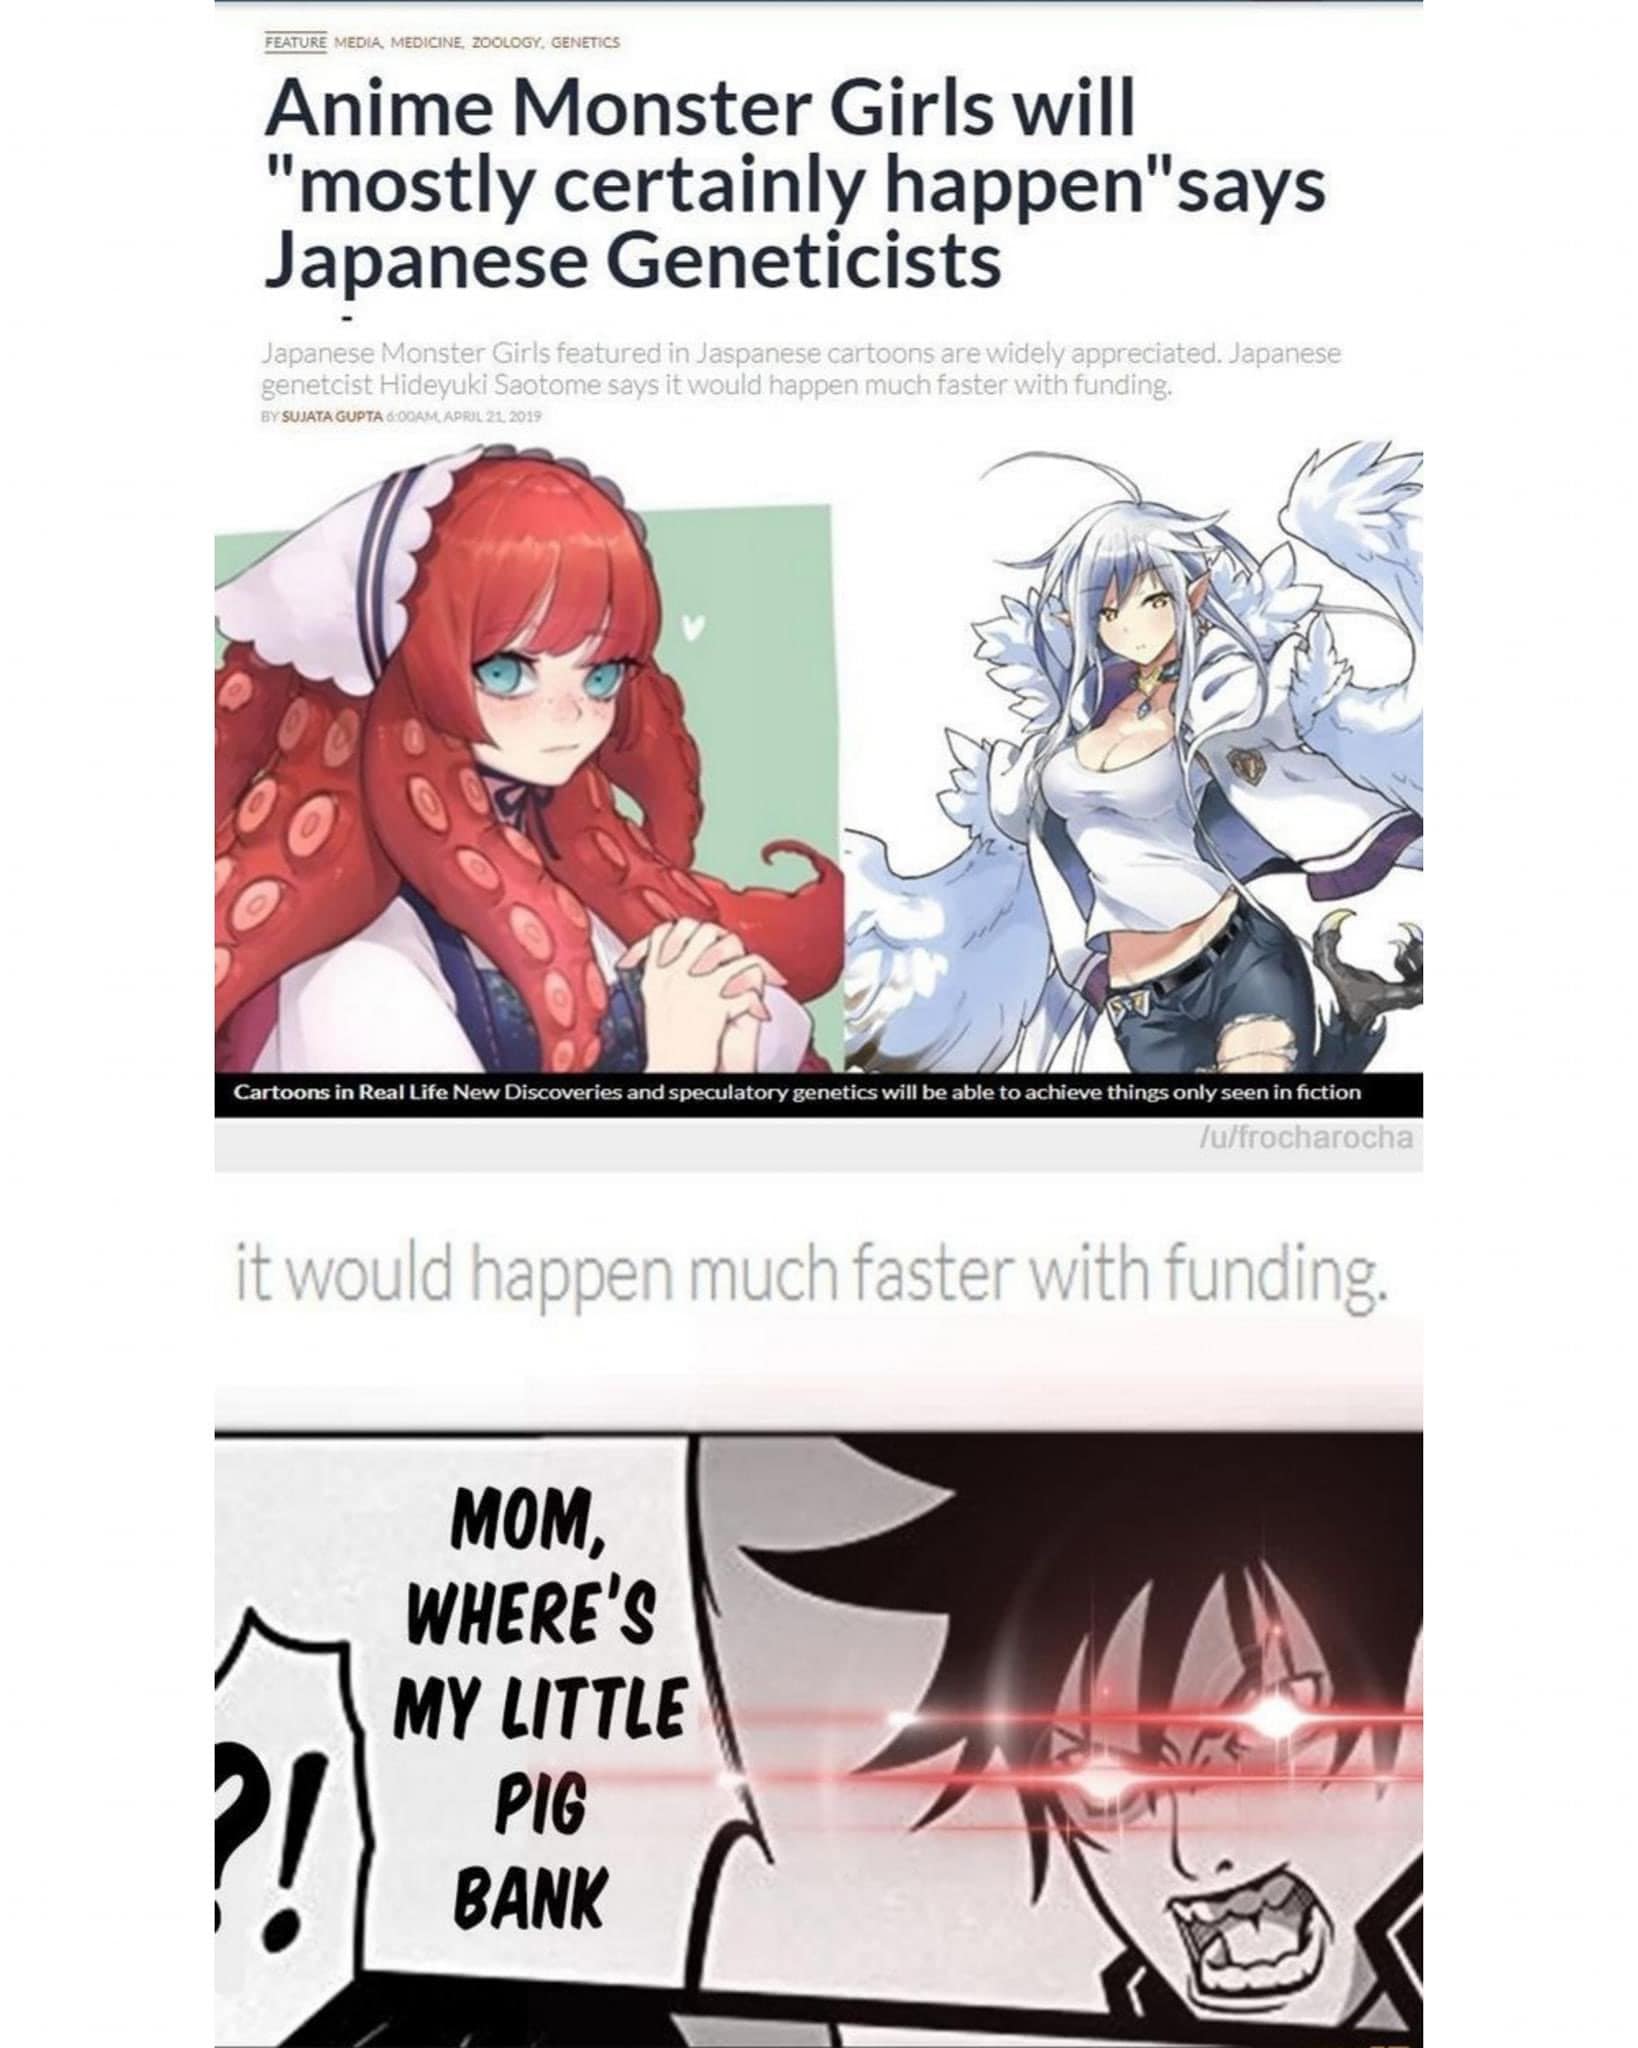 FEATURE MEDIA, MEDICINE, ZOOLOGY, GENETICS
Anime Monster Girls will
"mostly certainly happen"says
Japanese Geneticists
-
Japanese Monster Girls featured in Jaspanese cartoons are widely appreciated. Japanese
genetcist Hideyuki Saotome says it would happen much faster with funding.
BY SUJATA GUPTA 6:00AM, APRIL 21, 2019
Cartoons in Real Life New Discoveries and speculatory genetics will be able to achieve things only seen in fiction
/u/frocharocha
it would happen much faster with funding.
MOM,
WHERE'S
MY LITTLE
PIG
BANK
?!